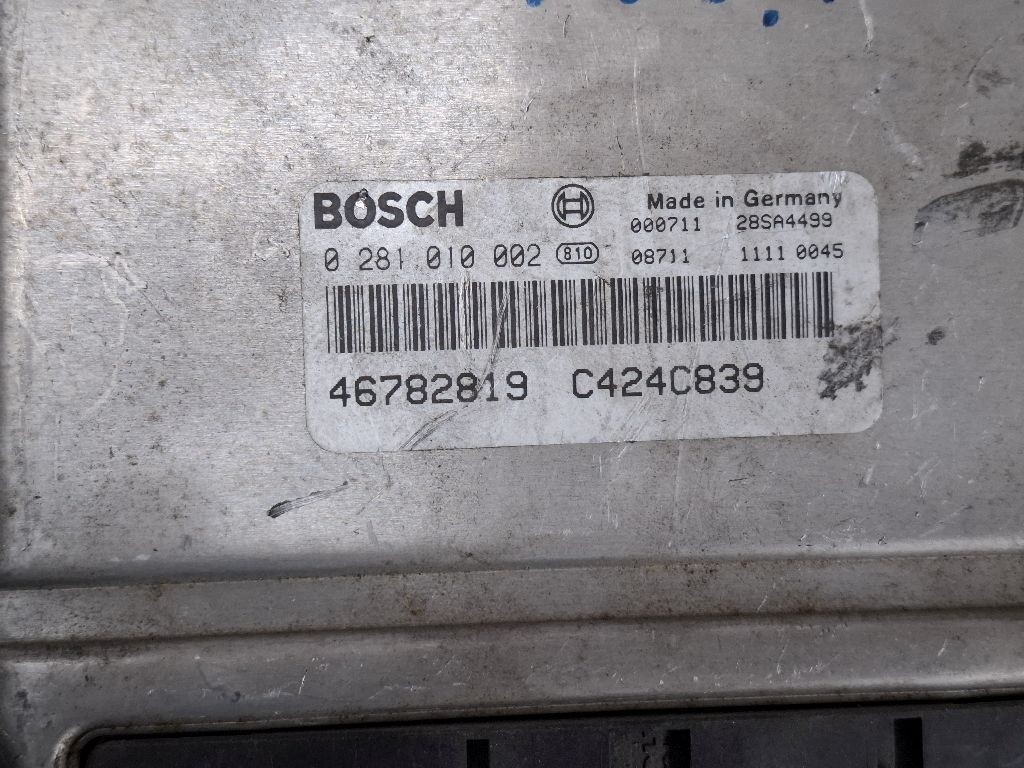 BOSCH Made in Germany
000711 28SA4499
0 281 010 002 810 08711 1111 0045
46782819 C424C839